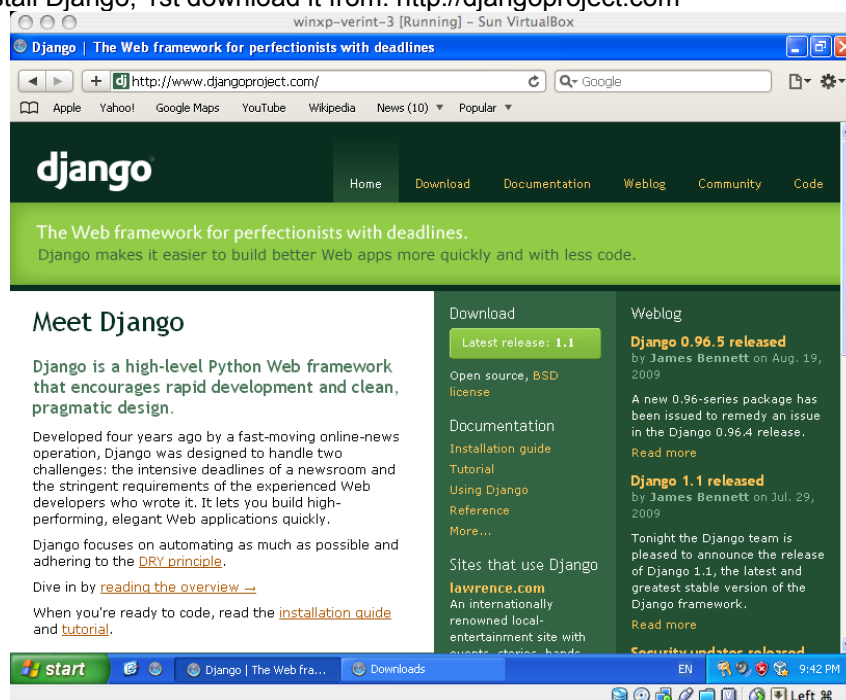 stall Django, 1st download it from: http://djangoproject.com
winxp-verint-3 [Running] – Sun VirtualBox
Django | The Web framework for perfectionists with deadlines
http://www.djangoproject.com/
Google
Apple Yahoo! Google Maps YouTube Wikipedia News (10) Popular
django
Home Download Documentation Weblog Community Code
The Web framework for perfectionists with deadlines.
Django makes it easier to build better Web apps more quickly and with less code.
Meet Django
Django is a high-level Python Web framework
that encourages rapid development and clean,
pragmatic design.
Developed four years ago by a fast-moving online-news
operation, Django was designed to handle two
challenges: the intensive deadlines of a newsroom and
the stringent requirements of the experienced Web
developers who wrote it. It lets you build high-
performing, elegant Web applications quickly.
Django focuses on automating as much as possible and
adhering to the DRY principle.
Dive in by reading the overview →
When you're ready to code, read the installation guide
and tutorial.
Download
Latest release: 1.1
Open source, BSD
license
Documentation
Installation guide
Tutorial
Using Django
Reference
More...
Sites that use Django
lawrence.com
An internationally
renowned local-
entertainment site with
events, stories, bands,
Weblog
Django 0.96.5 released
by James Bennett on Aug. 19,
2009
A new 0.96-series package has
been issued to remedy an issue
in the Django 0.96.4 release.
Read more
Django 1.1 released
by James Bennett on Jul. 29,
2009
Tonight the Django team is
pleased to announce the release
of Django 1.1, the latest and
greatest stable version of the
Django framework.
Read more
Security updates released
start Django | The Web fra... Downloads EN 9:42 PM
Left ⌘